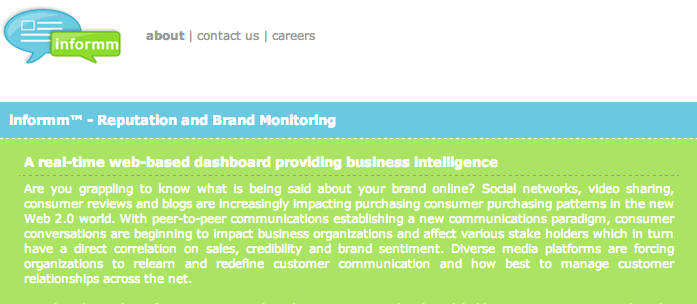 informm
about | contact us | careers
informm™ - Reputation and Brand Monitoring
A real-time web-based dashboard providing business intelligence
Are you grappling to know what is being said about your brand online? Social networks, video sharing,
consumer reviews and blogs are increasingly impacting purchasing consumer purchasing patterns in the new
Web 2.0 world. With peer-to-peer communications establishing a new communications paradigm, consumer
conversations are beginning to impact business organizations and affect various stake holders which in turn
have a direct correlation on sales, credibility and brand sentiment. Diverse media platforms are forcing
organizations to relearn and redefine customer communication and how best to manage customer
relationships across the net.